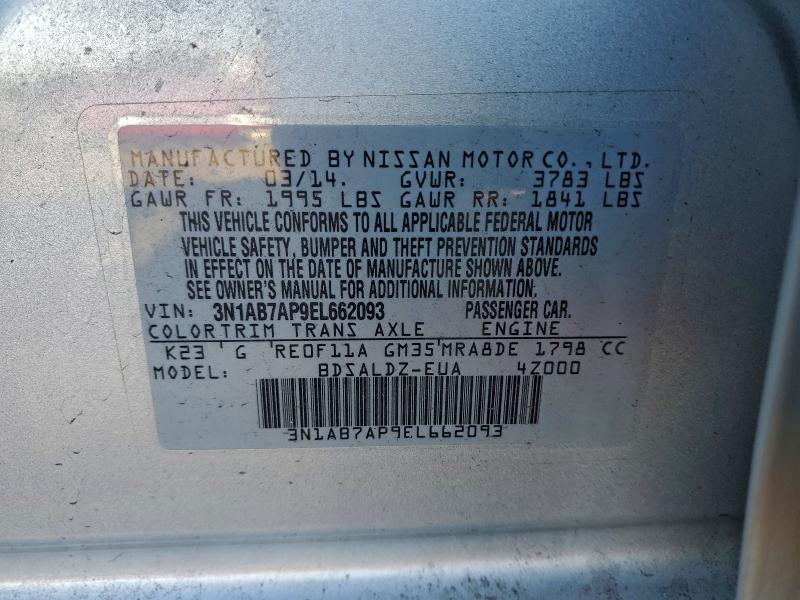 MANUFACTURED BY NISSAN MOTOR CO., LTD.
DATE: 03/14. GVWR: 3783 LBS
GAWR FR: 1995 LBS GAWR RR: 1841 LBS
THIS VEHICLE CONFORMS TO ALL APPLICABLE FEDERAL MOTOR
VEHICLE SAFETY, BUMPER AND THEFT PREVENTION STANDARDS
IN EFFECT ON THE DATE OF MANUFACTURE SHOWN ABOVE.
SEE OWNER'S MANUAL FOR ADDITIONAL INFORMATION.
VIN: 3N1AB7AP9EL662093 PASSENGER CAR.
COLOR TRIM TRANS AXLE ENGINE
K23 ' G 'RE0F11A GM35'MRA8DE 1798 CC
MODEL: BDSALDZ-EUA 4Z000
3N1AB7AP9EL662093